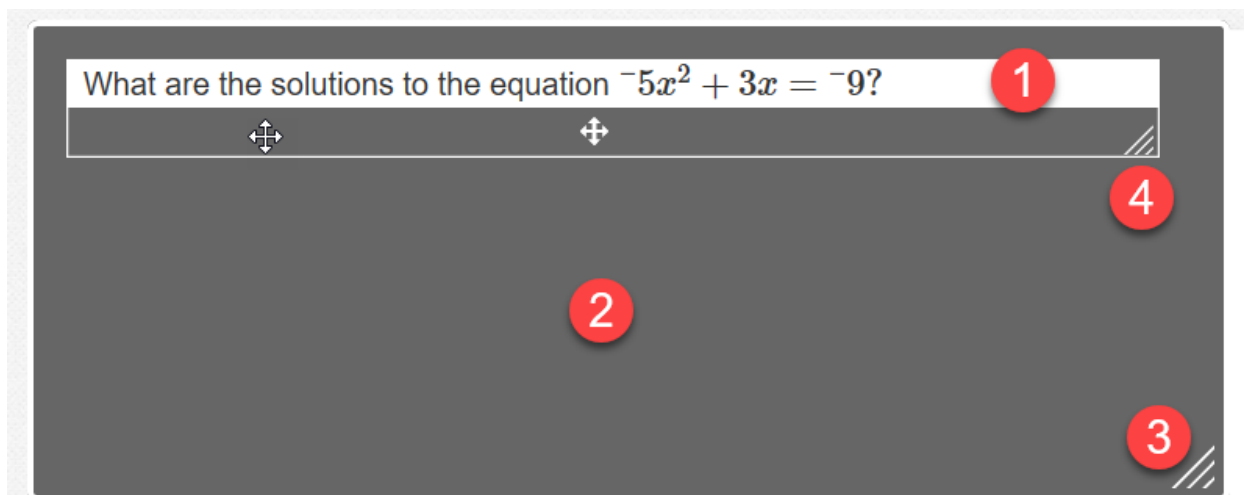 What are the solutions to the equation ⁻5x² + 3x = ⁻9?
1
4
2
3